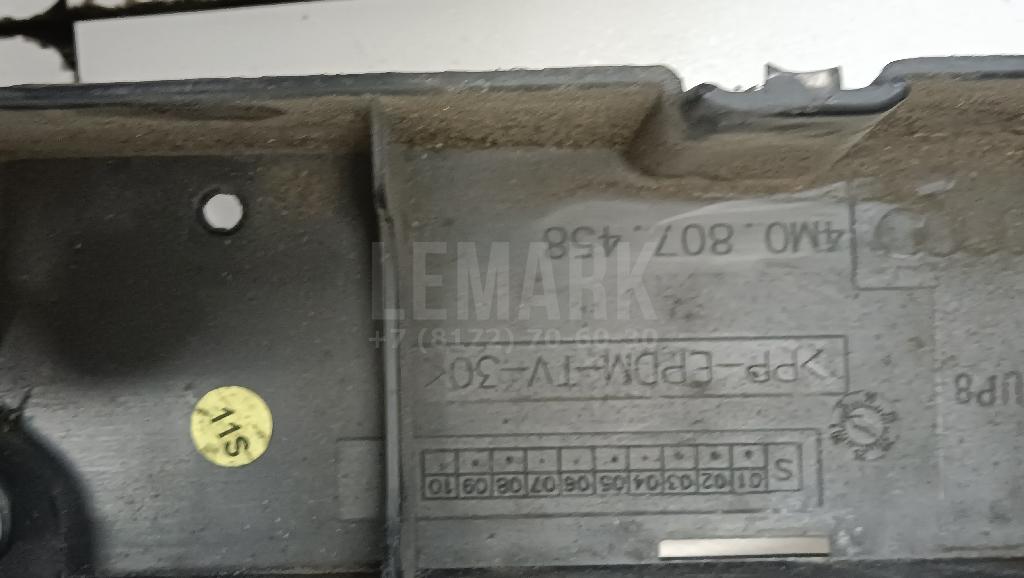 4M0.807.458
>PP-EPDM-TV-30<
UP8
S 01 02 03 04 05 06 07 08 09 10
11S
LEMARK
+7 (8172) 70-60-80